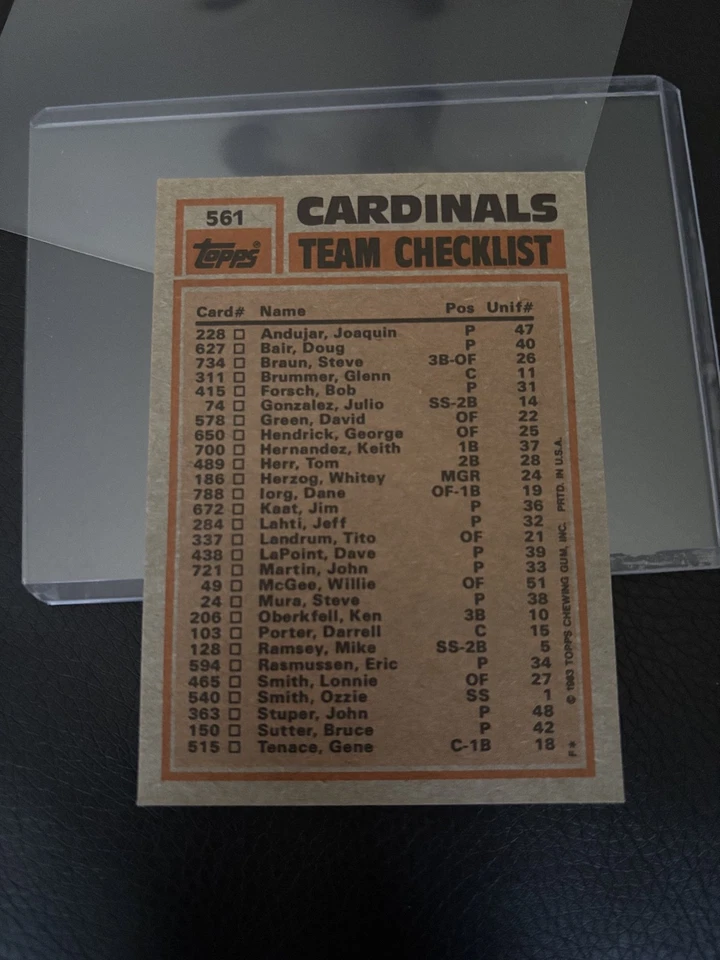 561
Topps®
CARDINALS
TEAM CHECKLIST
Card# Name Pos Unif#
228 Andujar, Joaquin P 47
627 Bair, Doug P 40
734 Braun, Steve 3B-OF 26
311 Brummer, Glenn C 11
415 Forsch, Bob P 31
74 Gonzalez, Julio SS-2B 14
578 Green, David OF 22
650 Hendrick, George OF 25
700 Hernandez, Keith 1B 37
489 Herr, Tom 2B 28
186 Herzog, Whitey MGR 24
788 Iorg, Dane OF-1B 19
672 Kaat, Jim P 36
284 Lahti, Jeff P 32
337 Landrum, Tito OF 21
438 LaPoint, Dave P 39
721 Martin, John P 33
49 McGee, Willie OF 51
24 Mura, Steve P 38
206 Oberkfell, Ken 3B 10
103 Porter, Darrell C 15
128 Ramsey, Mike SS-2B 5
594 Rasmussen, Eric P 34
465 Smith, Lonnie OF 27
540 Smith, Ozzie SS 1
363 Stuper, John P 48
150 Sutter, Bruce P 42
515 Tenace, Gene C-1B 18
F* © 1983 TOPPS CHEWING GUM, INC. PRTD. IN U.S.A.